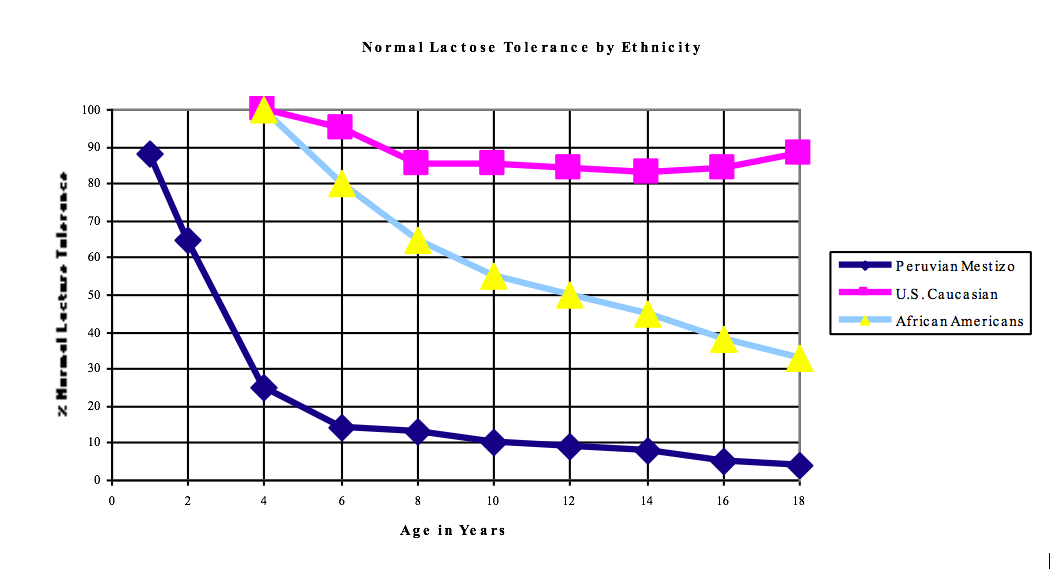 Normal Lactose Tolerance by Ethnicity
100
90
80
70
60
50
40
30
20
10
0
% Normal Lactase Tolerance
0 2 4 6 8 10 12 14 16 18
Age in Years
Peruvian Mestizo
U.S. Caucasian
African Americans